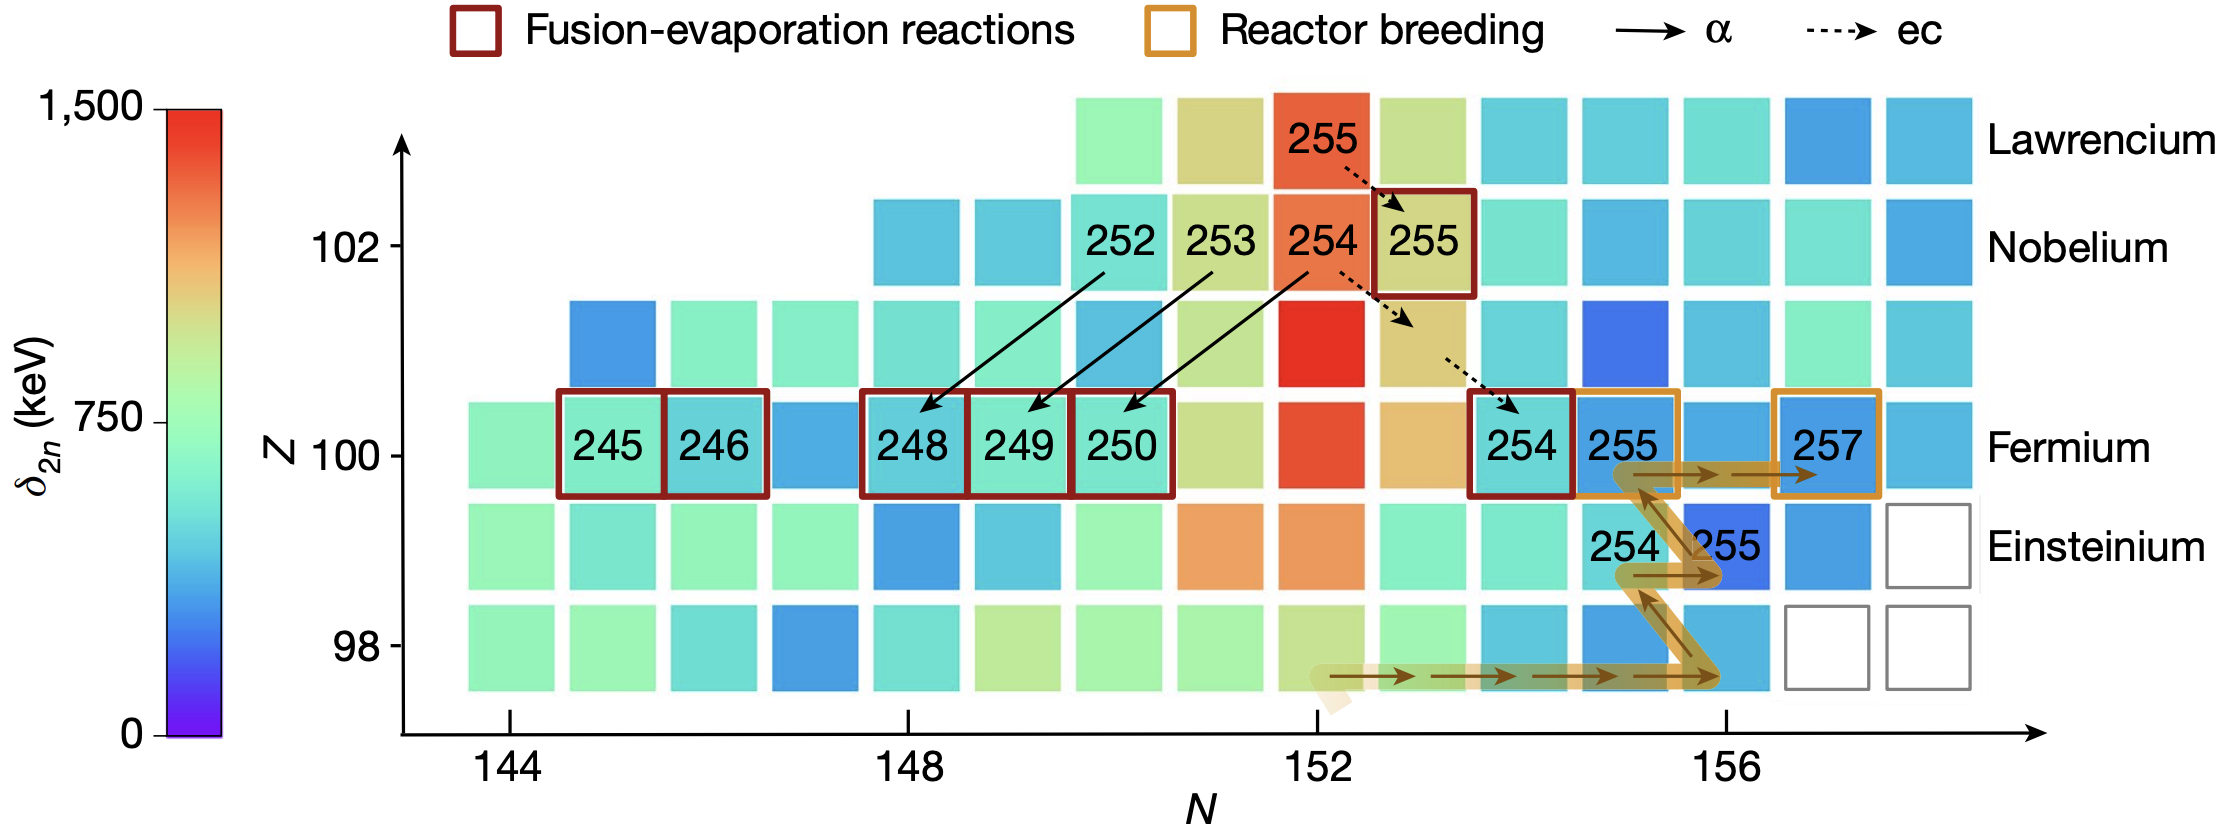 Fusion-evaporation reactions Reactor breeding α ec
1,500
750
0
δ2n (keV)
Z
102
100
98
255 Lawrencium
252 253 254 255 Nobelium
245 246 248 249 250 254 255 257 Fermium
254 255 Einsteinium
144 148 152 156
N